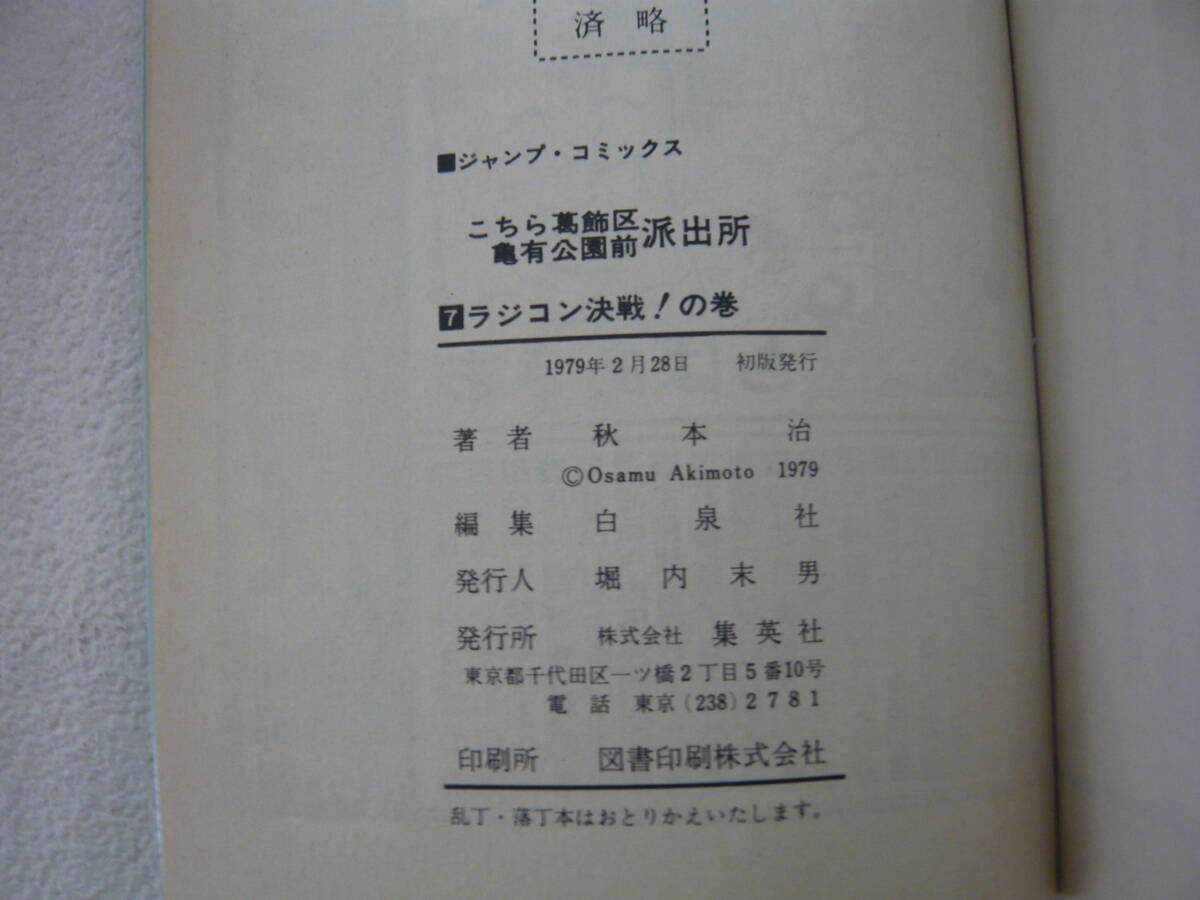 済 略
■ジャンプ・コミックス
こちら葛飾区
亀有公園前派出所
7 ラジコン決戦!の巻
1979年2月28日 初版発行
著者 秋本治
©Osamu Akimoto 1979
編集 白泉社
発行人 堀内末男
発行所 株式会社 集英社
東京都千代田区一ツ橋2丁目5番10号
電話 東京(238)2781
印刷所 図書印刷株式会社
乱丁・落丁本はおとりかえいたします。